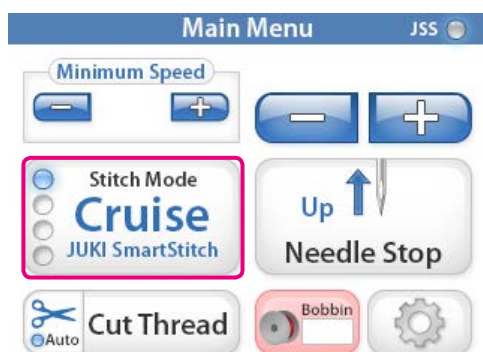 Main Menu
JSS
Minimum Speed
Stitch Mode
Cruise
JUKI SmartStitch
Up
Needle Stop
Auto
Cut Thread
Bobbin